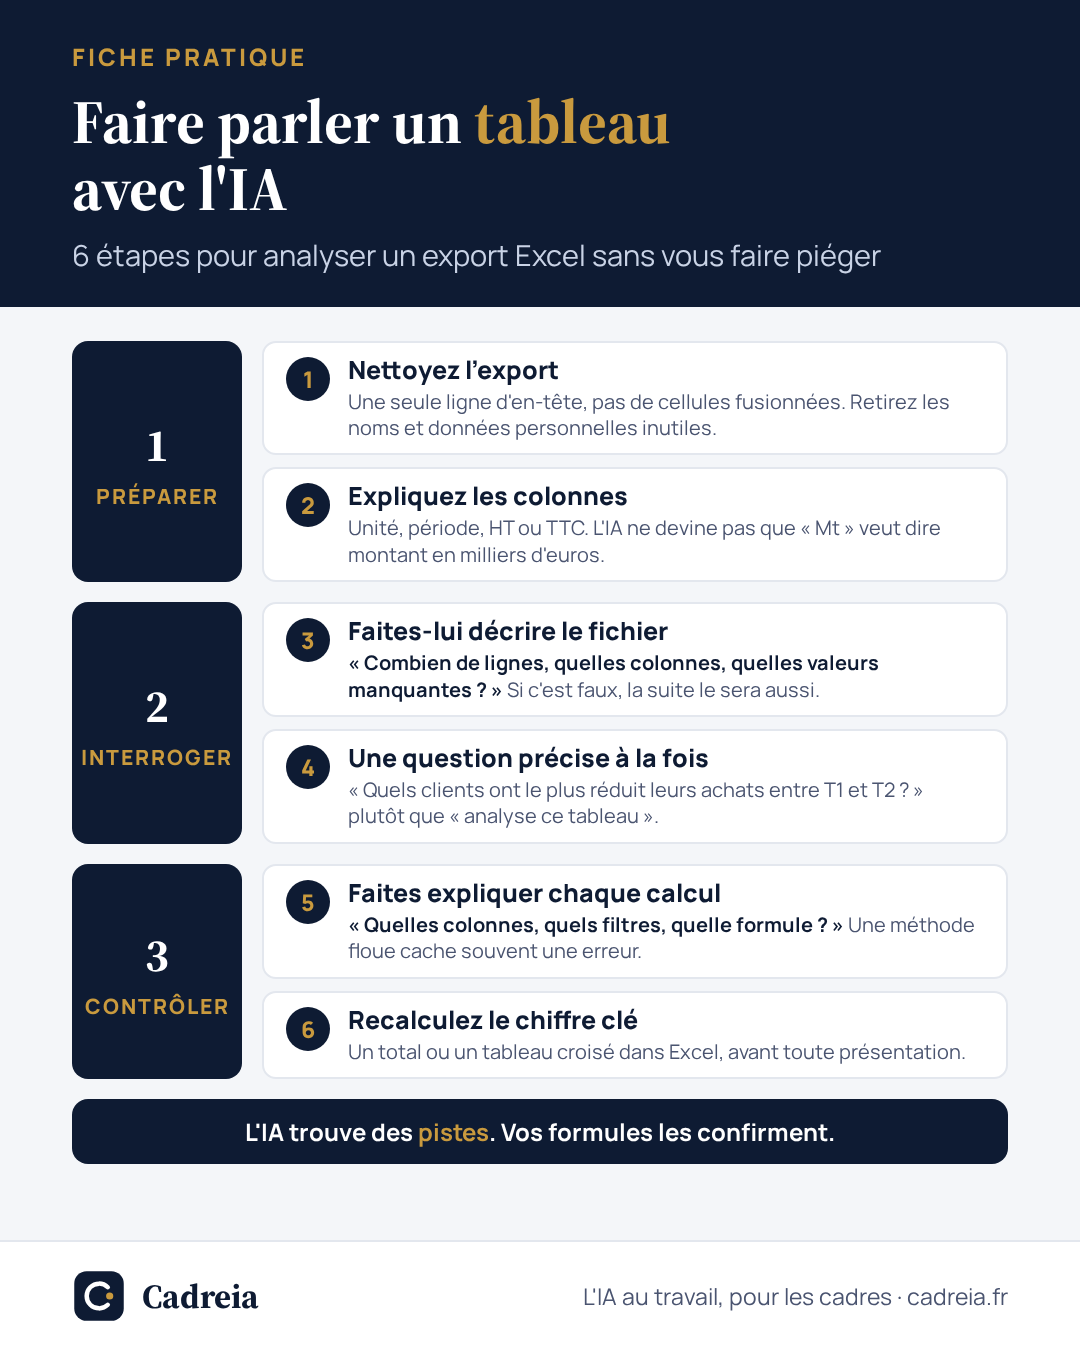 FICHE PRATIQUE
Faire parler un tableau
avec l'IA
6 étapes pour analyser un export Excel sans vous faire piéger
1
PRÉPARER
1
Nettoyez l’export
Une seule ligne d'en-tête, pas de cellules fusionnées. Retirez les
noms et données personnelles inutiles.
2
Expliquez les colonnes
Unité, période, HT ou TTC. L'IA ne devine pas que « Mt » veut dire
montant en milliers d'euros.
2
INTERROGER
3
Faites-lui décrire le fichier
« Combien de lignes, quelles colonnes, quelles valeurs
manquantes ? » Si c'est faux, la suite le sera aussi.
4
Une question précise à la fois
« Quels clients ont le plus réduit leurs achats entre T1 et T2 ? »
plutôt que « analyse ce tableau ».
3
CONTRÔLER
5
Faites expliquer chaque calcul
« Quelles colonnes, quels filtres, quelle formule ? » Une méthode
floue cache souvent une erreur.
6
Recalculez le chiffre clé
Un total ou un tableau croisé dans Excel, avant toute présentation.
L'IA trouve des pistes. Vos formules les confirment.
Cadreia
L'IA au travail, pour les cadres · cadreia.fr